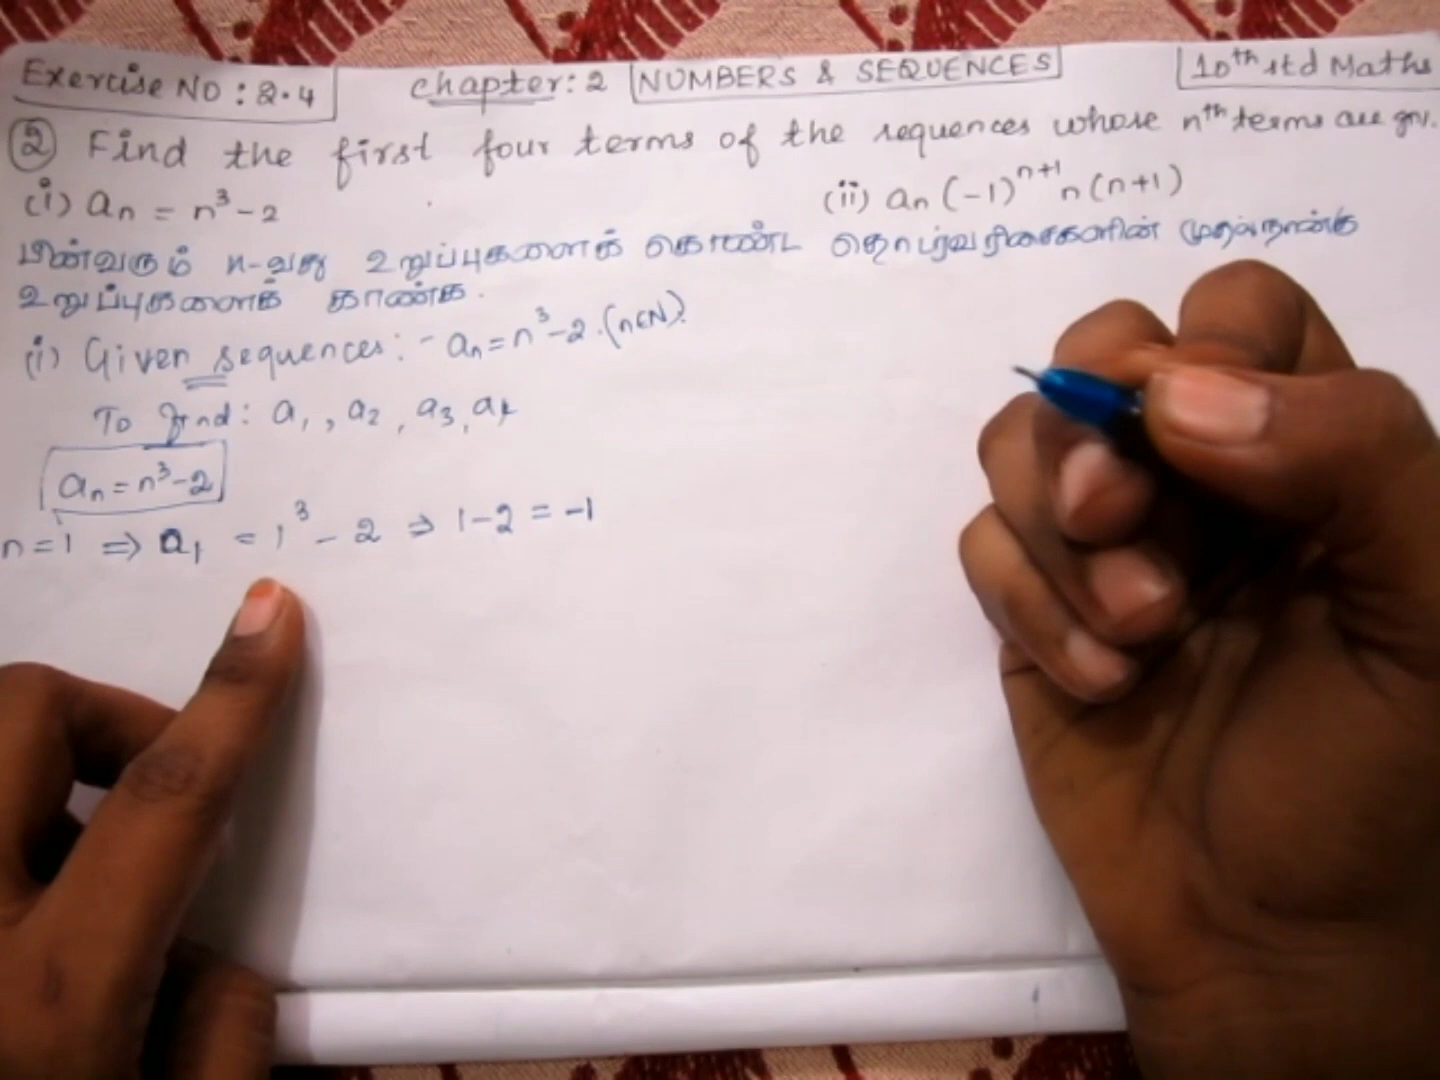 Exercise NO : 2.4 chapter: 2 NUMBERS & SEQUENCES 10th std Maths
② Find the first four terms of the sequences whose nth terms are gn.
(i) aₙ = n³ - 2 (ii) aₙ (-1)ⁿ⁺¹ n(n+1)
பின்வரும் n-வது உறுப்புகளைக் கொண்ட தொடர்வரிசைகளின் முதல் நான்கு
உறுப்புகளைக் காண்க.
(i) Given sequences: - aₙ = n³ - 2. (n∈N).
To find: a₁, a₂, a₃, a₄
aₙ = n³ - 2
n = 1 ⇒ a₁ = 1³ - 2 ⇒ 1 - 2 = -1